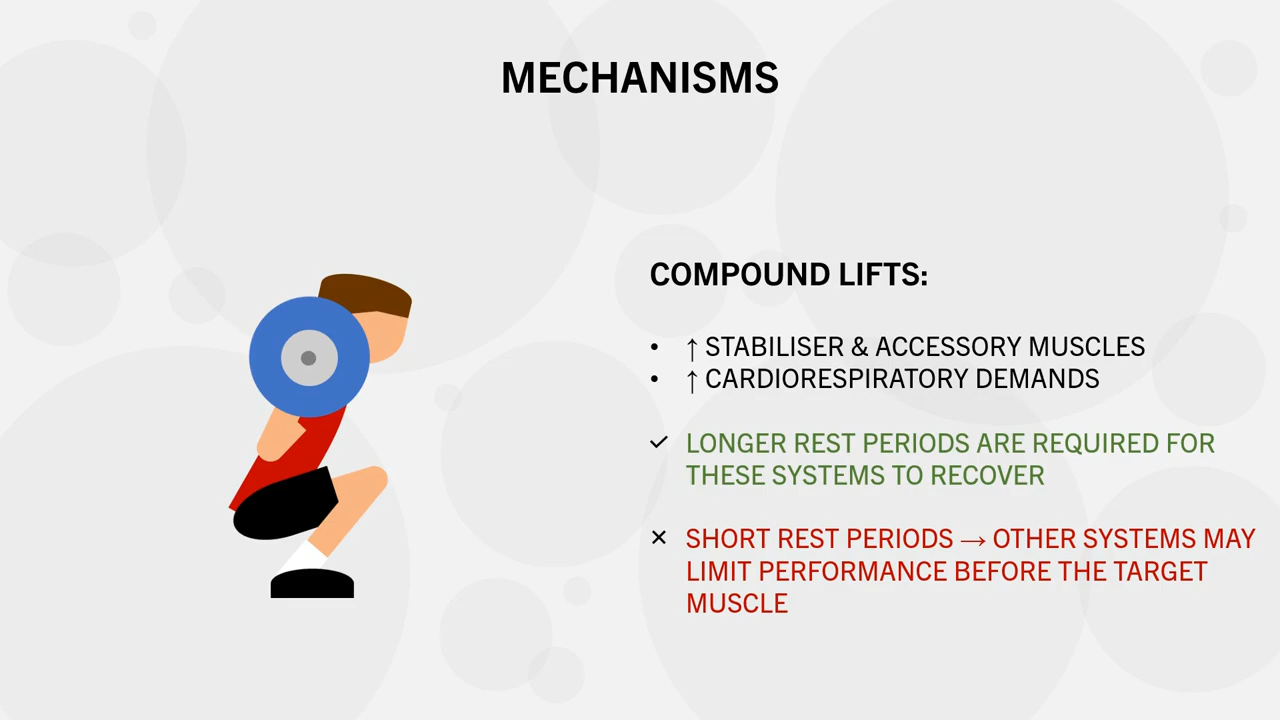 MECHANISMS
COMPOUND LIFTS:
• ↑ STABILISER & ACCESSORY MUSCLES
• ↑ CARDIORESPIRATORY DEMANDS
✓ LONGER REST PERIODS ARE REQUIRED FOR
THESE SYSTEMS TO RECOVER
✕ SHORT REST PERIODS → OTHER SYSTEMS MAY
LIMIT PERFORMANCE BEFORE THE TARGET
MUSCLE